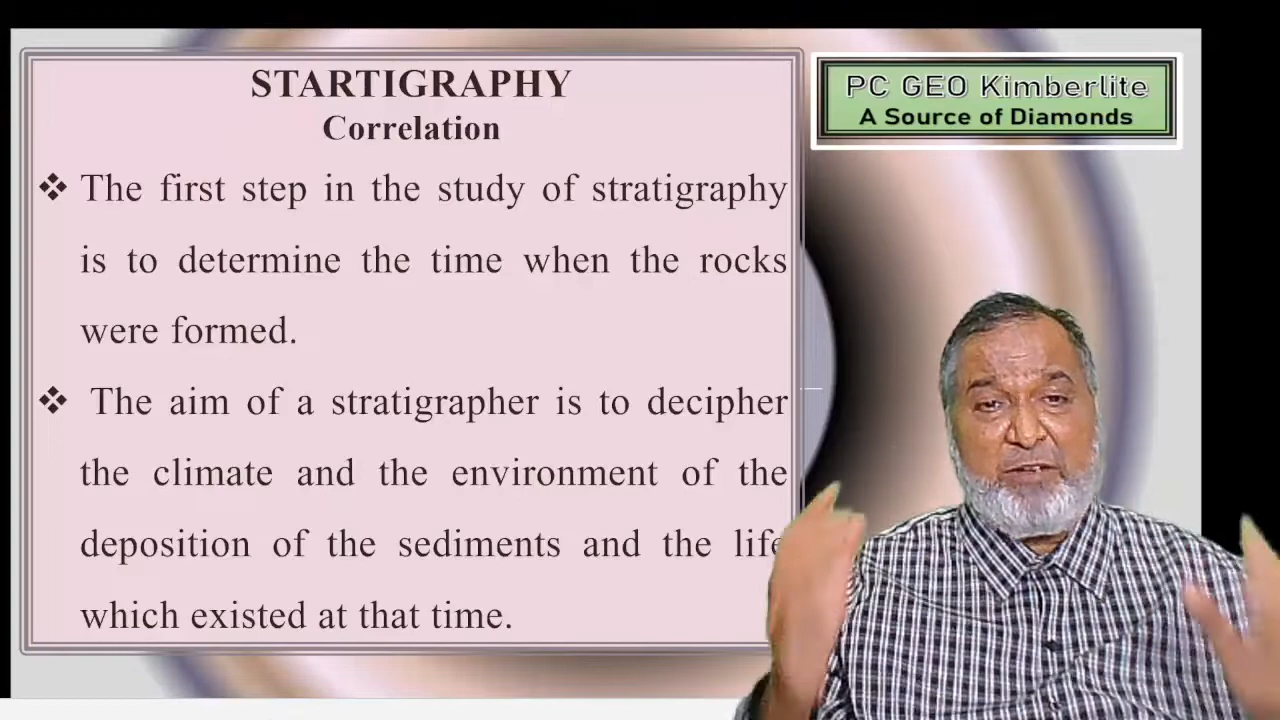 STARTIGRAPHY
Correlation
❖ The first step in the study of stratigraphy
is to determine the time when the rocks
were formed.
❖ The aim of a stratigrapher is to decipher
the climate and the environment of the
deposition of the sediments and the life
which existed at that time.
PC GEO Kimberlite
A Source of Diamonds